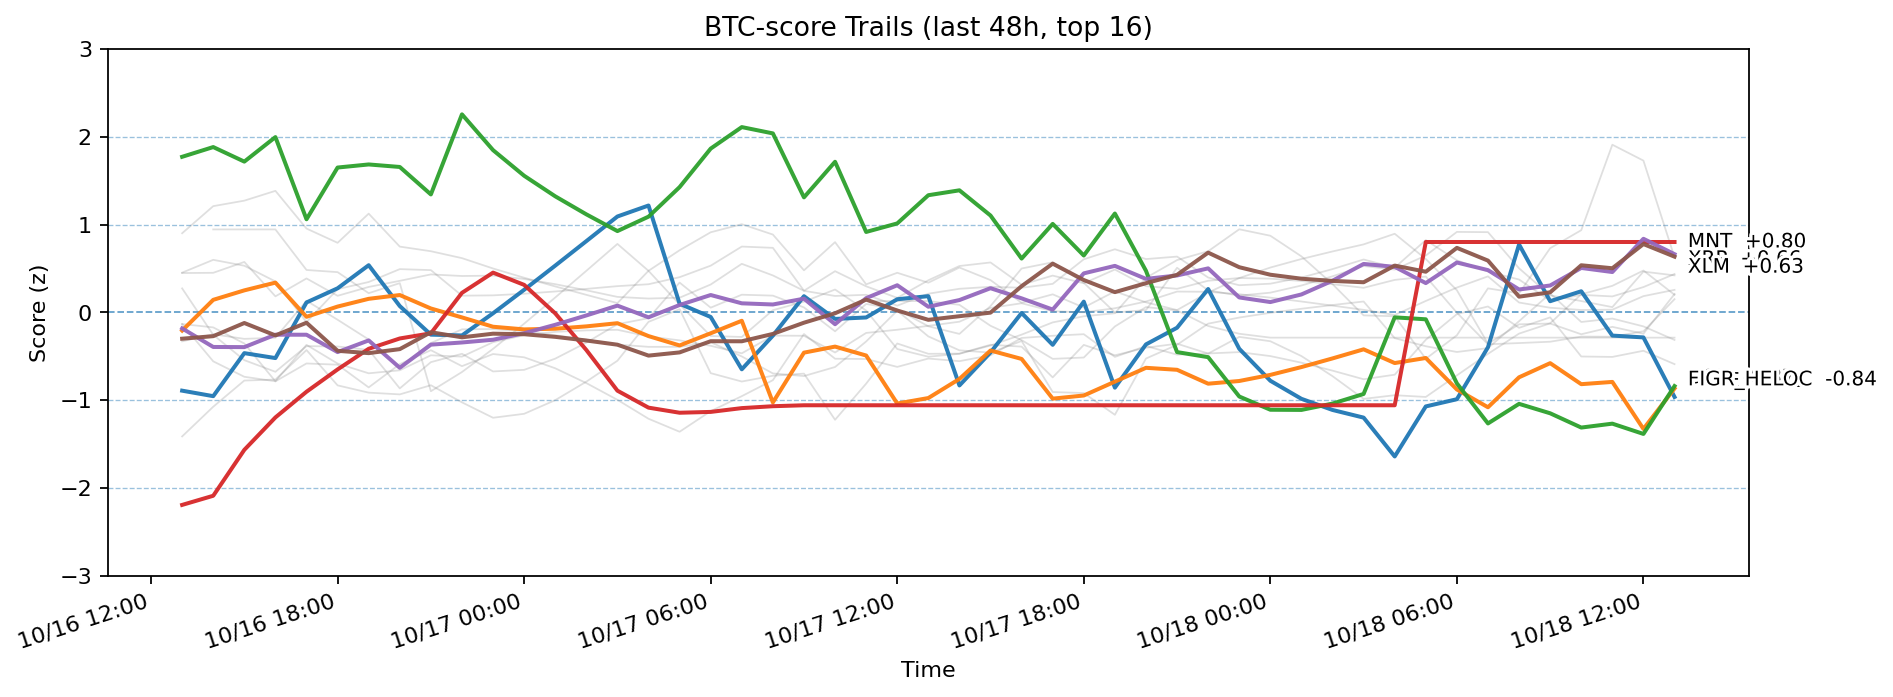 BTC-score Trails (last 48h, top 16)
Score (z)
3
2
1
0
−1
−2
−3
MNT +0.80
XLM +0.63
FIGR_HELOC -0.84
10/16 12:00
10/16 18:00
10/17 00:00
10/17 06:00
10/17 12:00
10/17 18:00
10/18 00:00
10/18 06:00
10/18 12:00
Time